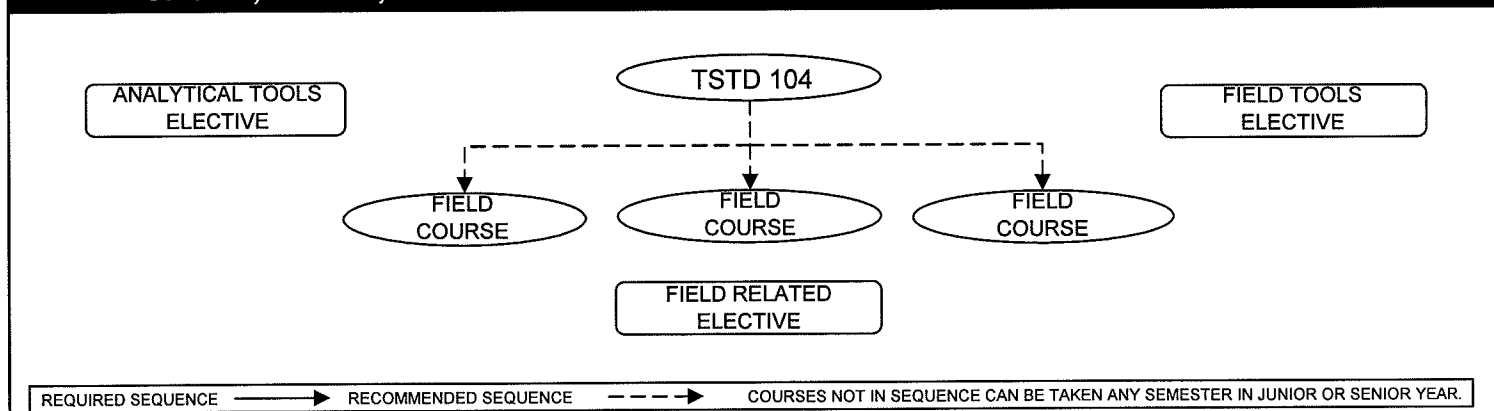 TSTD 104
ANALYTICAL TOOLS
ELECTIVE
FIELD TOOLS
ELECTIVE
FIELD
COURSE
FIELD
COURSE
FIELD
COURSE
FIELD RELATED
ELECTIVE
REQUIRED SEQUENCE RECOMMENDED SEQUENCE COURSES NOT IN SEQUENCE CAN BE TAKEN ANY SEMESTER IN JUNIOR OR SENIOR YEAR.